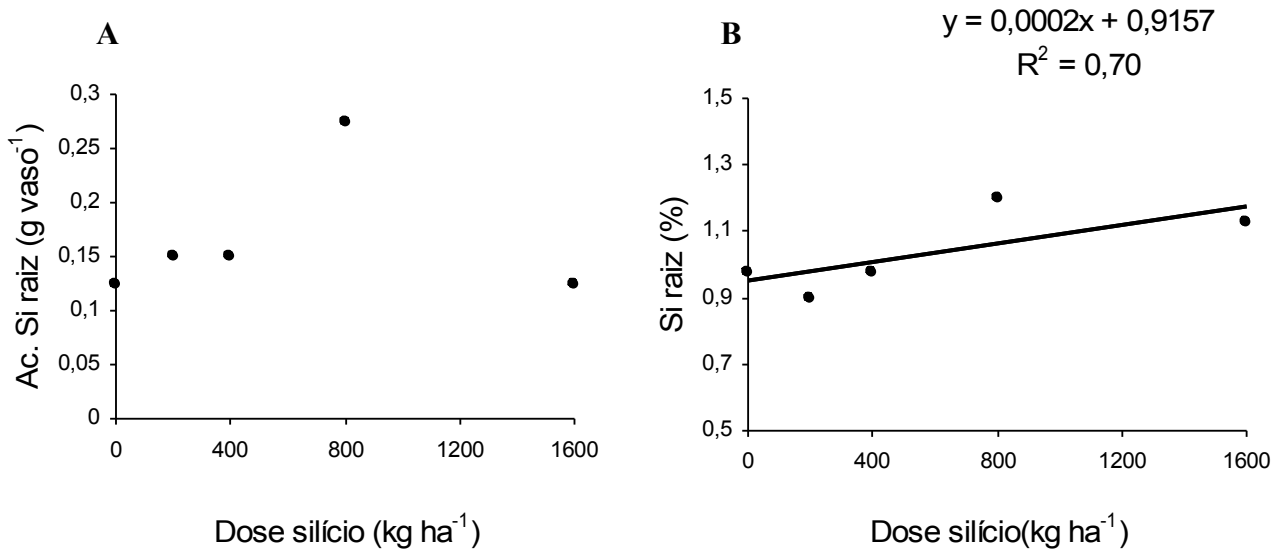 A
Ac. Si raiz (g vaso⁻¹)
0,3
0,25
0,2
0,15
0,1
0,05
0
0 400 800 1200 1600
Dose silício (kg ha⁻¹)
B
y = 0,0002x + 0,9157
R² = 0,70
Si raiz (%)
1,5
1,3
1,1
0,9
0,7
0,5
0 400 800 1200 1600
Dose silício(kg ha⁻¹)